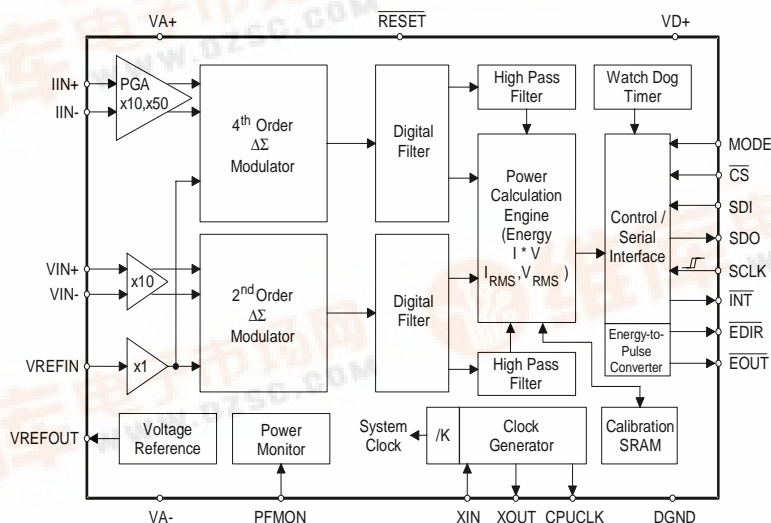 VA+
RESET
VD+
IIN+
IIN-
PGA
x10,x50
4th Order
ΔΣ
Modulator
Digital
Filter
High Pass
Filter
Watch Dog
Timer
Power
Calculation
Engine
(Energy
I * V
IRMS,VRMS )
Control /
Serial
Interface
MODE
CS
SDI
SDO
SCLK
INT
EDIR
EOUT
VIN+
VIN-
x10
2nd Order
ΔΣ
Modulator
Digital
Filter
High Pass
Filter
Energy-to-
Pulse
Converter
VREFIN
x1
VREFOUT
Voltage
Reference
Power
Monitor
System
Clock
/K
Clock
Generator
Calibration
SRAM
VA-
PFMON
XIN
XOUT
CPUCLK
DGND
WWW.DZSC.COM